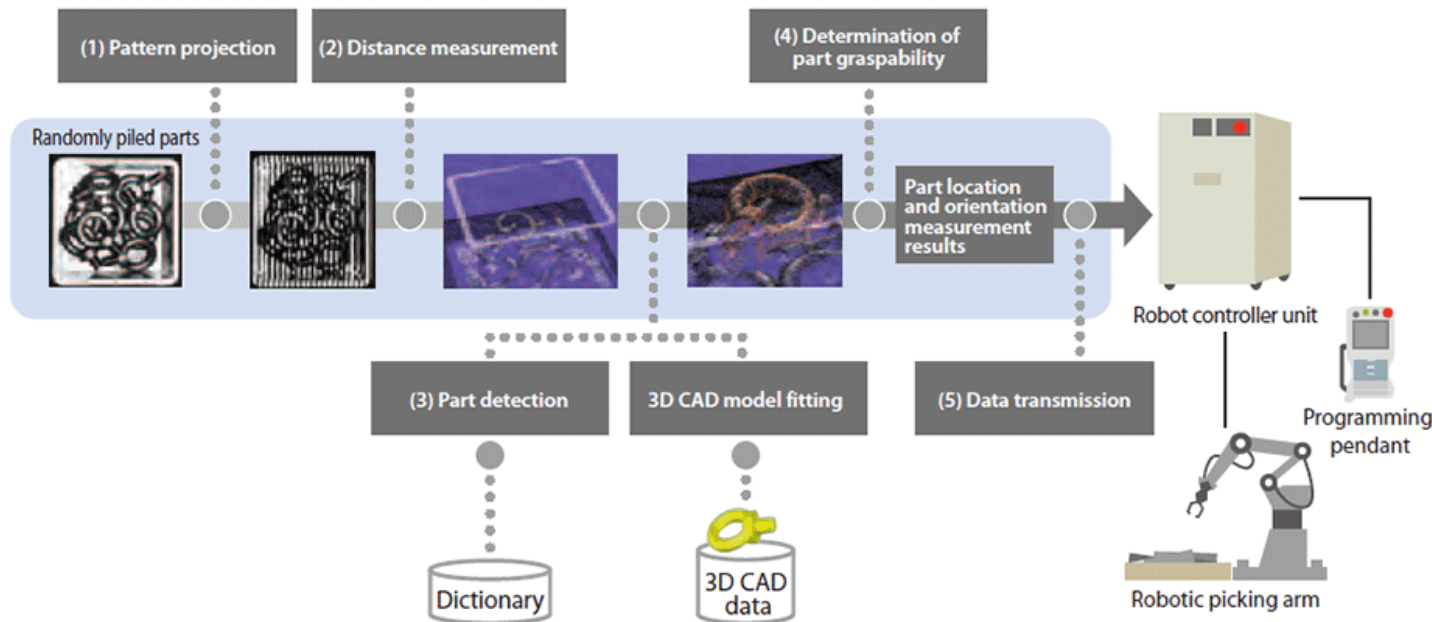 (1) Pattern projection
(2) Distance measurement
(4) Determination of
part graspability
Randomly piled parts
Part location
and orientation
measurement
results
Robot controller unit
(3) Part detection
3D CAD model fitting
(5) Data transmission
Programming
pendant
Dictionary
3D CAD
data
Robotic picking arm